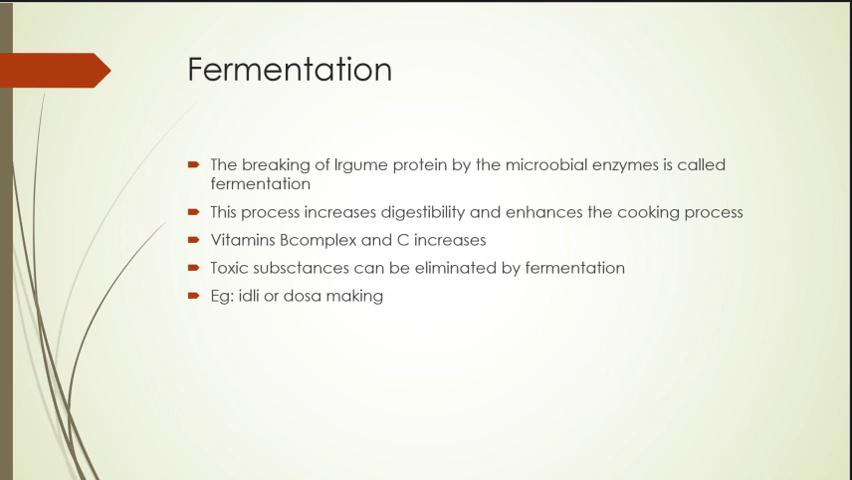 Fermentation
The breaking of lrgume protein by the microobial enzymes is called
fermentation
This process increases digestibility and enhances the cooking process
Vitamins Bcomplex and C increases
Toxic subsctances can be eliminated by fermentation
Eg: idli or dosa making